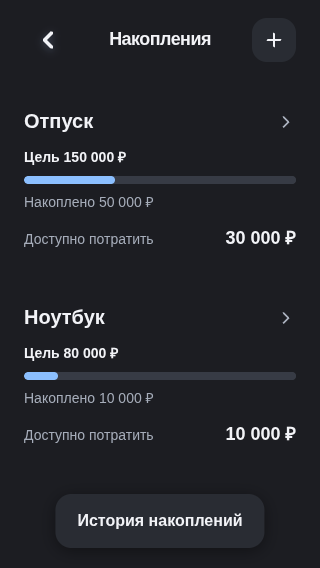 Накопления
Отпуск
Цель 150 000 ₽
Накоплено 50 000 ₽
Доступно потратить 30 000 ₽
Ноутбук
Цель 80 000 ₽
Накоплено 10 000 ₽
Доступно потратить 10 000 ₽
История накоплений